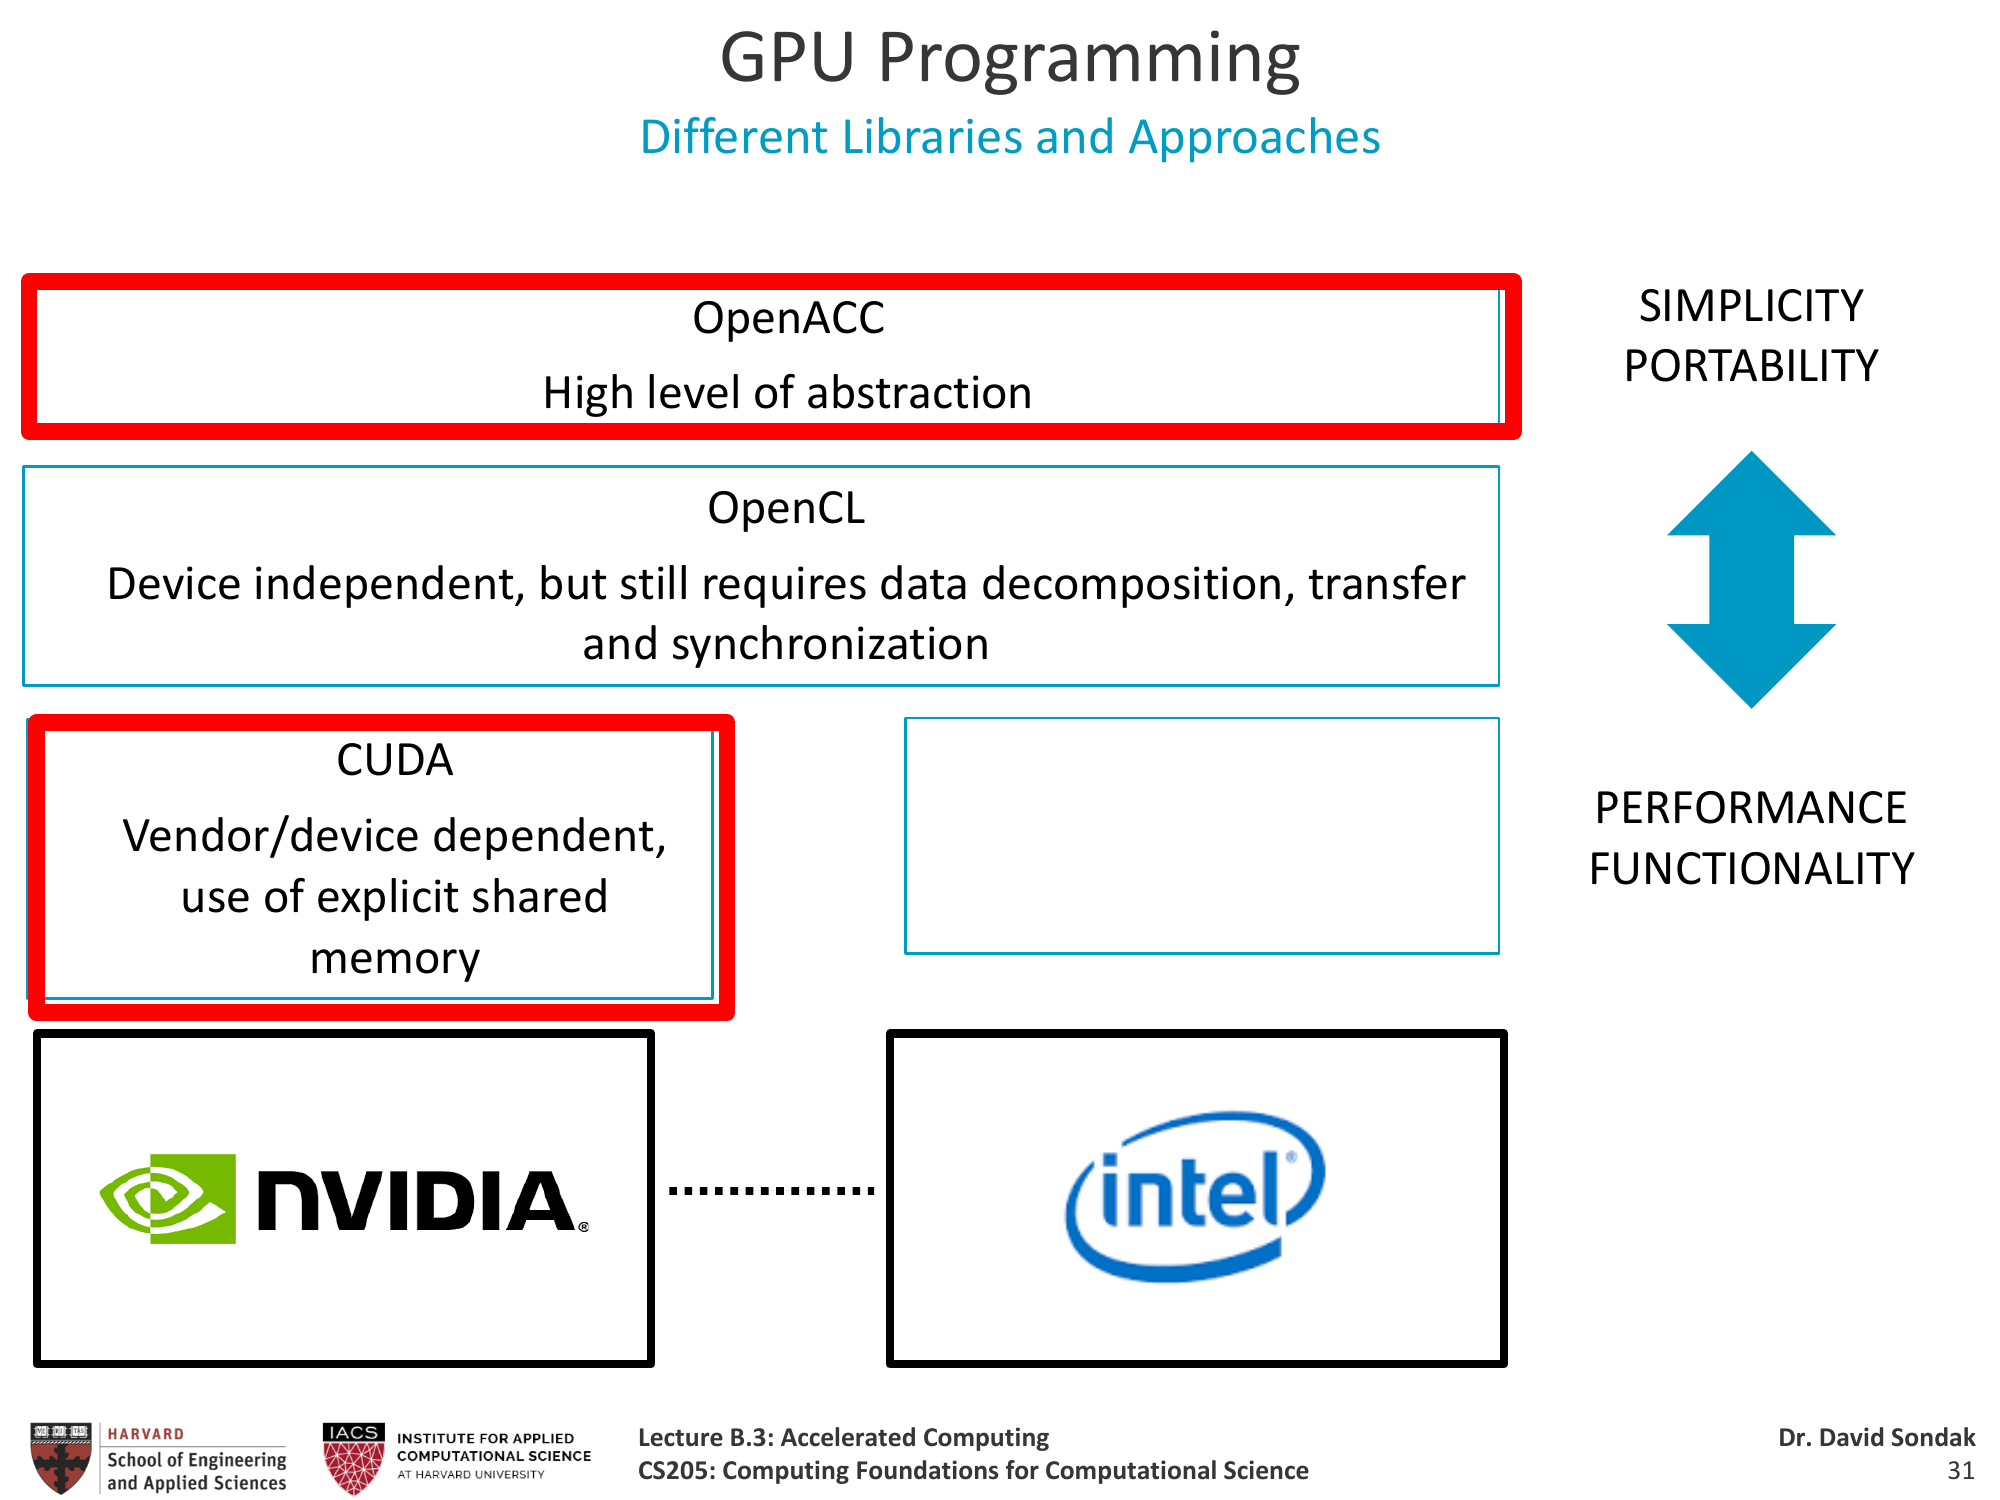 GPU Programming
Different Libraries and Approaches
OpenACC
High level of abstraction
SIMPLICITY
PORTABILITY
OpenCL
Device independent, but still requires data decomposition, transfer
and synchronization
CUDA
Vendor/device dependent,
use of explicit shared
memory
PERFORMANCE
FUNCTIONALITY
NVIDIA®
intel®
HARVARD
School of Engineering
and Applied Sciences
IACS
INSTITUTE FOR APPLIED
COMPUTATIONAL SCIENCE
AT HARVARD UNIVERSITY
Lecture B.3: Accelerated Computing
CS205: Computing Foundations for Computational Science
Dr. David Sondak
31